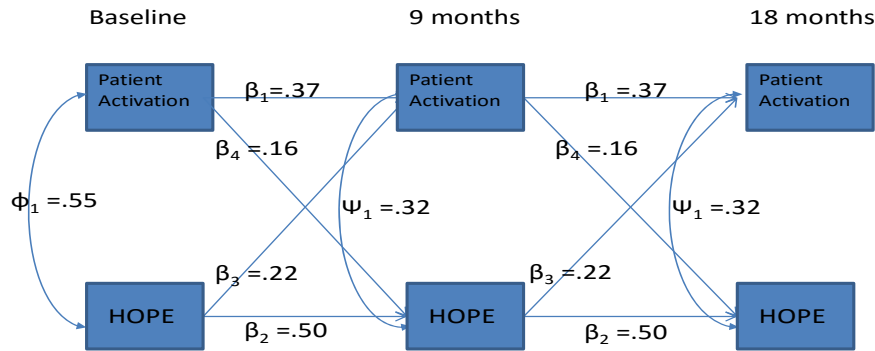 Baseline 9 months 18 months
Patient Activation β₁=.37 Patient Activation β₁=.37 Patient Activation
β₄ =.16 β₄ =.16
ϕ₁ =.55 Ψ₁ =.32 Ψ₁ =.32
β₃ =.22 β₃ =.22
HOPE β₂ =.50 HOPE β₂ =.50 HOPE